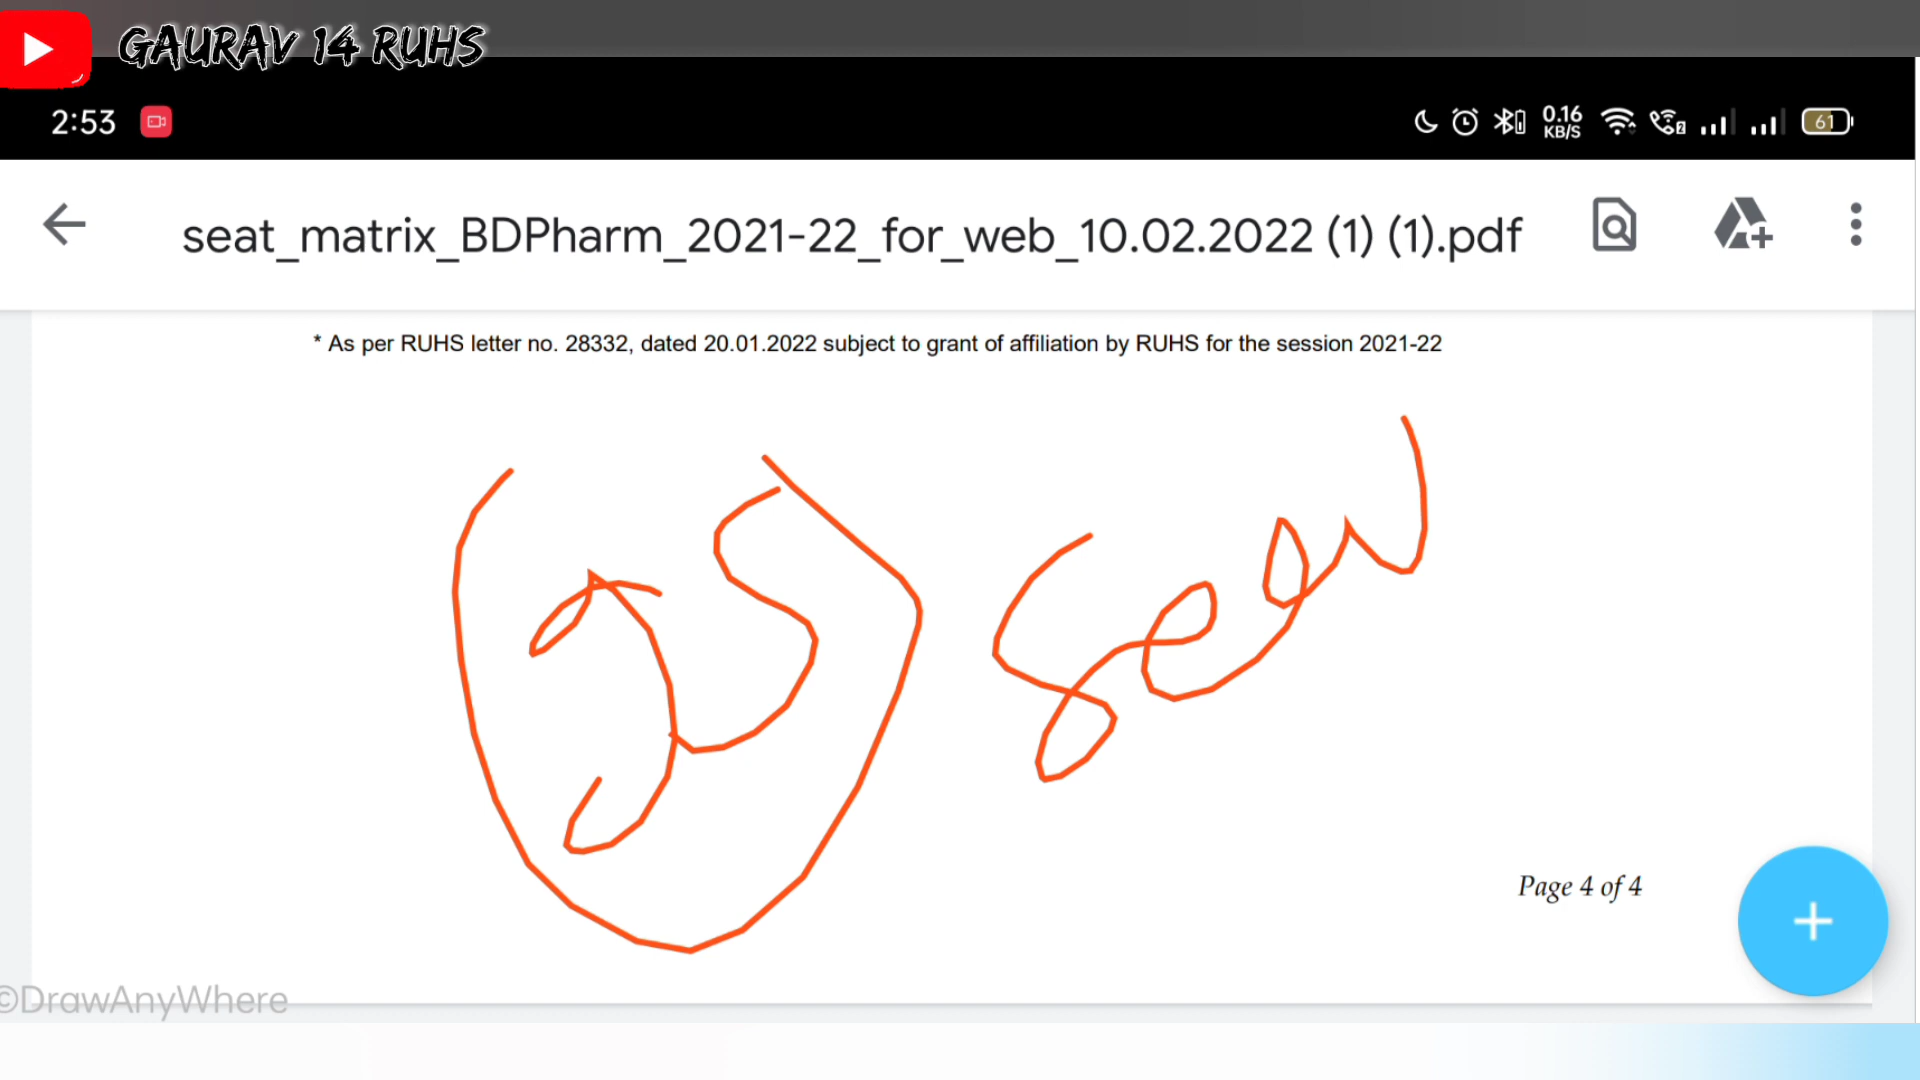 GAURAV 14 RUHS
2:53
0.16
KB/S
2
61
seat_matrix_BDPharm_2021-22_for_web_10.02.2022 (1) (1).pdf
* As per RUHS letter no. 28332, dated 20.01.2022 subject to grant of affiliation by RUHS for the session 2021-22
Page 4 of 4
©DrawAnyWhere